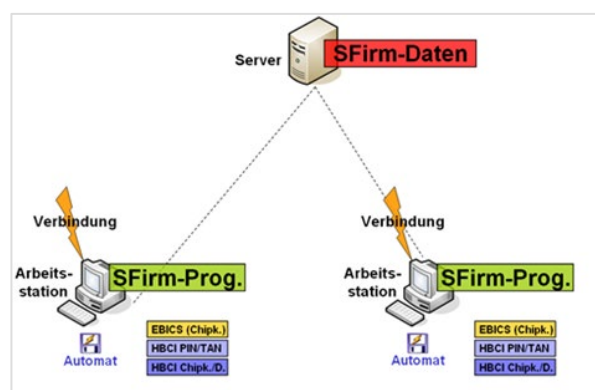 Server
SFirm-Daten
Verbindung
Verbindung
Arbeits-
station
SFirm-Prog.
Arbeits-
station
SFirm-Prog.
Automat
EBICS (Chipk.)
HBCI PIN/TAN
HBCI Chipk./D.
Automat
EBICS (Chipk.)
HBCI PIN/TAN
HBCI Chipk./D.